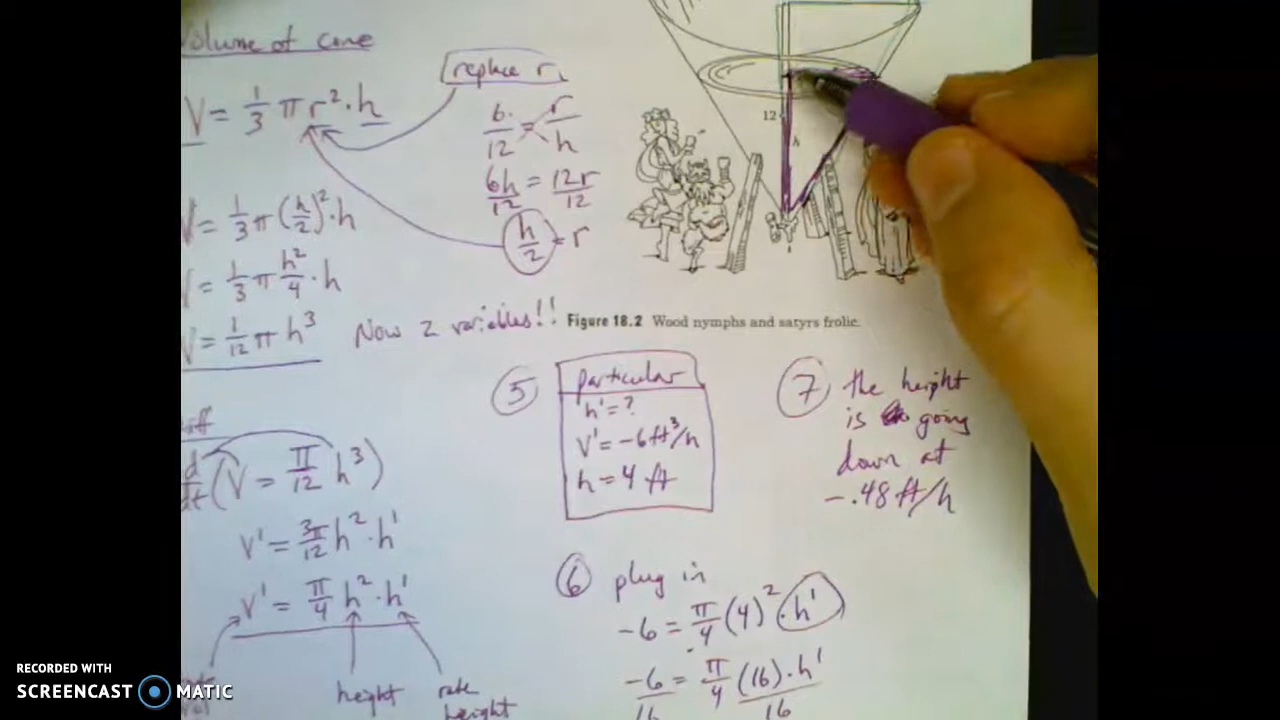 Volume of cone
V = 1/3 π r² · h
replace r
6/12 = r/h
6h/12 = 12r/12
h/2 = r
V = 1/3 π (h/2)² · h
V = 1/3 π h²/4 · h
V = 1/12 π h³
Now 2 variables!!
12
h
Figure 18.2 Wood nymphs and satyrs frolic.
d/dt (V = π/12 h³)
V' = 3π/12 h² · h'
V' = π/4 h² · h'
height
rate
height
5
particular
h' = ?
V' = -6 ft³/h
h = 4 ft
6
plug in
-6 = π/4 (4)² · h'
-6 = π/4 (16) · h'
16
16
7
the height
is going
down at
-.48 ft/h
RECORDED WITH
SCREENCAST MATIC